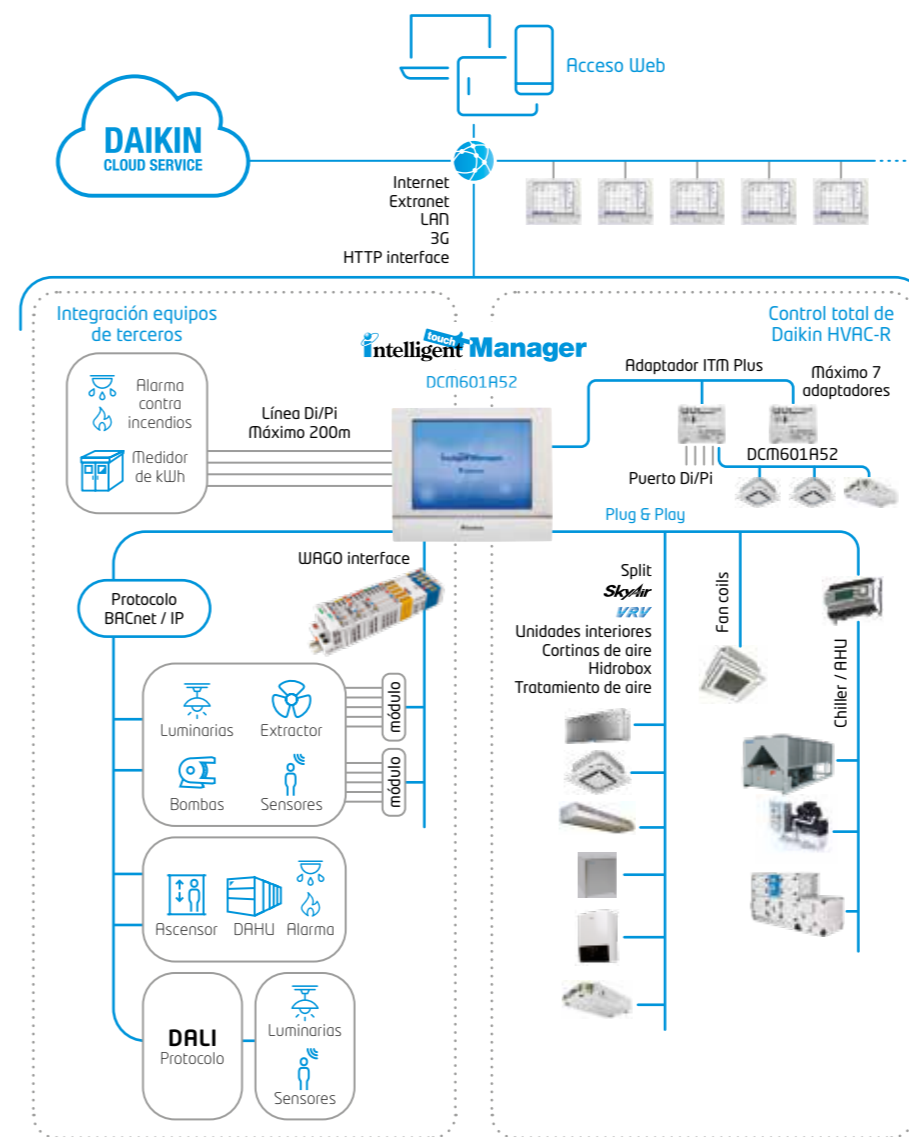 Acceso Web
DAIKIN
CLOUD SERVICE
Internet
Extranet
LAN
3G
HTTP interface
Integración equipos
de terceros
Alarma
contra
incendios
Medidor
de kWh
Línea Di/Pi
Máximo 200m
intelligent touch Manager
DCM601A52
Control total de
Daikin HVAC-R
Adaptador ITM Plus
Máximo 7
adaptadores
DCM601A52
Puerto Di/Pi
Plug & Play
WAGO interface
Protocolo
BACnet / IP
Luminarias
Extractor
Bombas
Sensores
módulo
módulo
Ascensor
DAHU
Alarma
DALI
Protocolo
Luminarias
Sensores
Split
SkyAir
VRV
Unidades interiores
Cortinas de aire
Hidrobox
Tratamiento de aire
Fan coils
Chiller / AHU